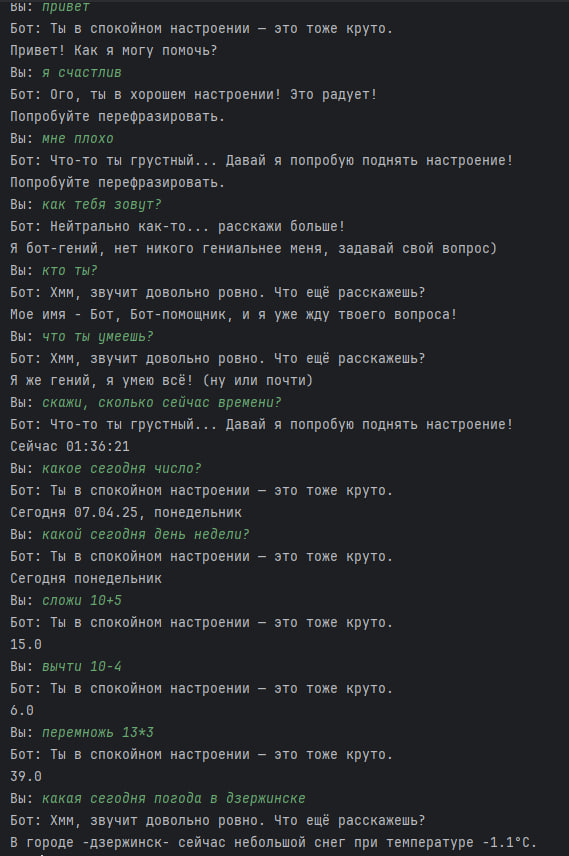 Вы: привет
Бот: Ты в спокойном настроении — это тоже круто.
Привет! Как я могу помочь?
Вы: я счастлив
Бот: Ого, ты в хорошем настроении! Это радует!
Попробуйте перефразировать.
Вы: мне плохо
Бот: Что-то ты грустный... Давай я попробую поднять настроение!
Попробуйте перефразировать.
Вы: как тебя зовут?
Бот: Нейтрально как-то... расскажи больше!
Я бот-гений, нет никого гениальнее меня, задавай свой вопрос)
Вы: кто ты?
Бот: Хмм, звучит довольно ровно. Что ещё расскажешь?
Мое имя - Бот, Бот-помощник, и я уже жду твоего вопроса!
Вы: что ты умеешь?
Бот: Хмм, звучит довольно ровно. Что ещё расскажешь?
Я же гений, я умею всё! (ну или почти)
Вы: скажи, сколько сейчас времени?
Бот: Что-то ты грустный... Давай я попробую поднять настроение!
Сейчас 01:36:21
Вы: какое сегодня число?
Бот: Ты в спокойном настроении — это тоже круто.
Сегодня 07.04.25, понедельник
Вы: какой сегодня день недели?
Бот: Ты в спокойном настроении — это тоже круто.
Сегодня понедельник
Вы: сложи 10+5
Бот: Ты в спокойном настроении — это тоже круто.
15.0
Вы: вычти 10-4
Бот: Ты в спокойном настроении — это тоже круто.
6.0
Вы: перемножь 13*3
Бот: Ты в спокойном настроении — это тоже круто.
39.0
Вы: какая сегодня погода в дзержинске
Бот: Хмм, звучит довольно ровно. Что ещё расскажешь?
В городе -дзержинск- сейчас небольшой снег при температуре -1.1°C.